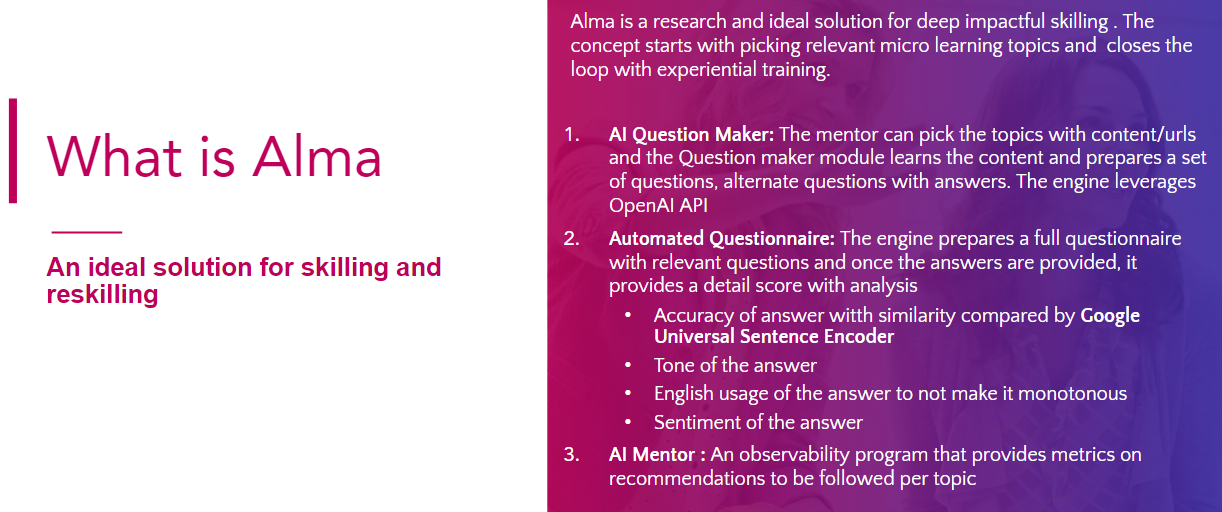 What is Alma
An ideal solution for skilling and
reskilling
Alma is a research and ideal solution for deep impactful skilling . The
concept starts with picking relevant micro learning topics and  closes the
loop with experiential training.
1. AI Question Maker: The mentor can pick the topics with content/urls
and the Question maker module learns the content and prepares a set
of questions, alternate questions with answers. The engine leverages
OpenAI API
2. Automated Questionnaire: The engine prepares a full questionnaire
with relevant questions and once the answers are provided, it
provides a detail score with analysis
• Accuracy of answer witth similarity compared by Google
Universal Sentence Encoder
• Tone of the answer
• English usage of the answer to not make it monotonous
• Sentiment of the answer
3. AI Mentor : An observability program that provides metrics on
recommendations to be followed per topic